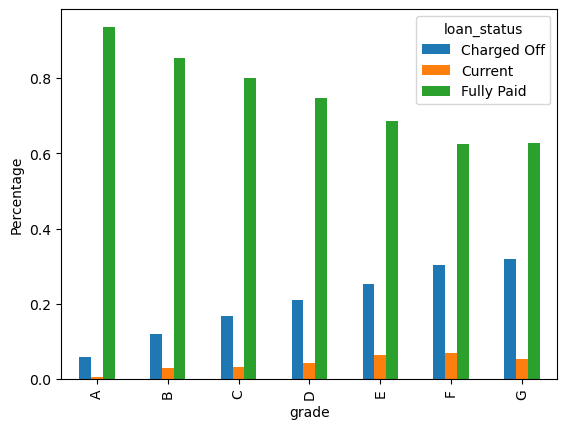 loan_status
Charged Off
Current
Fully Paid
Percentage
0.8
0.6
0.4
0.2
0.0
A
B
C
D
E
F
G
grade